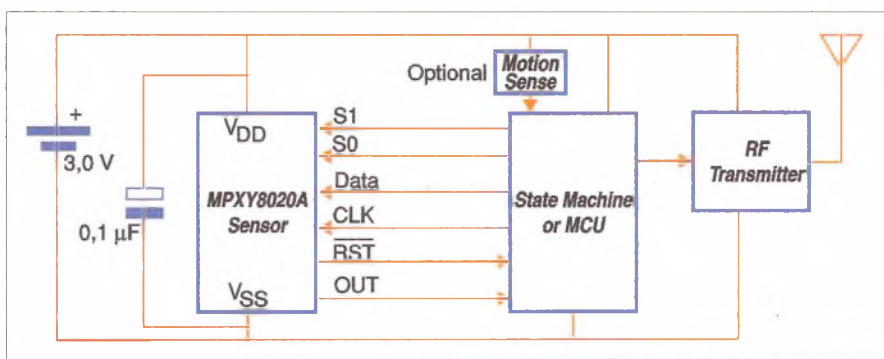 Optional
Motion
Sense
+
3,0 V
0,1 µF
VDD
MPXY8020A
Sensor
VSS
S1
S0
Data
CLK
R̅S̅T̅
OUT
State Machine
or MCU
RF
Transmitter